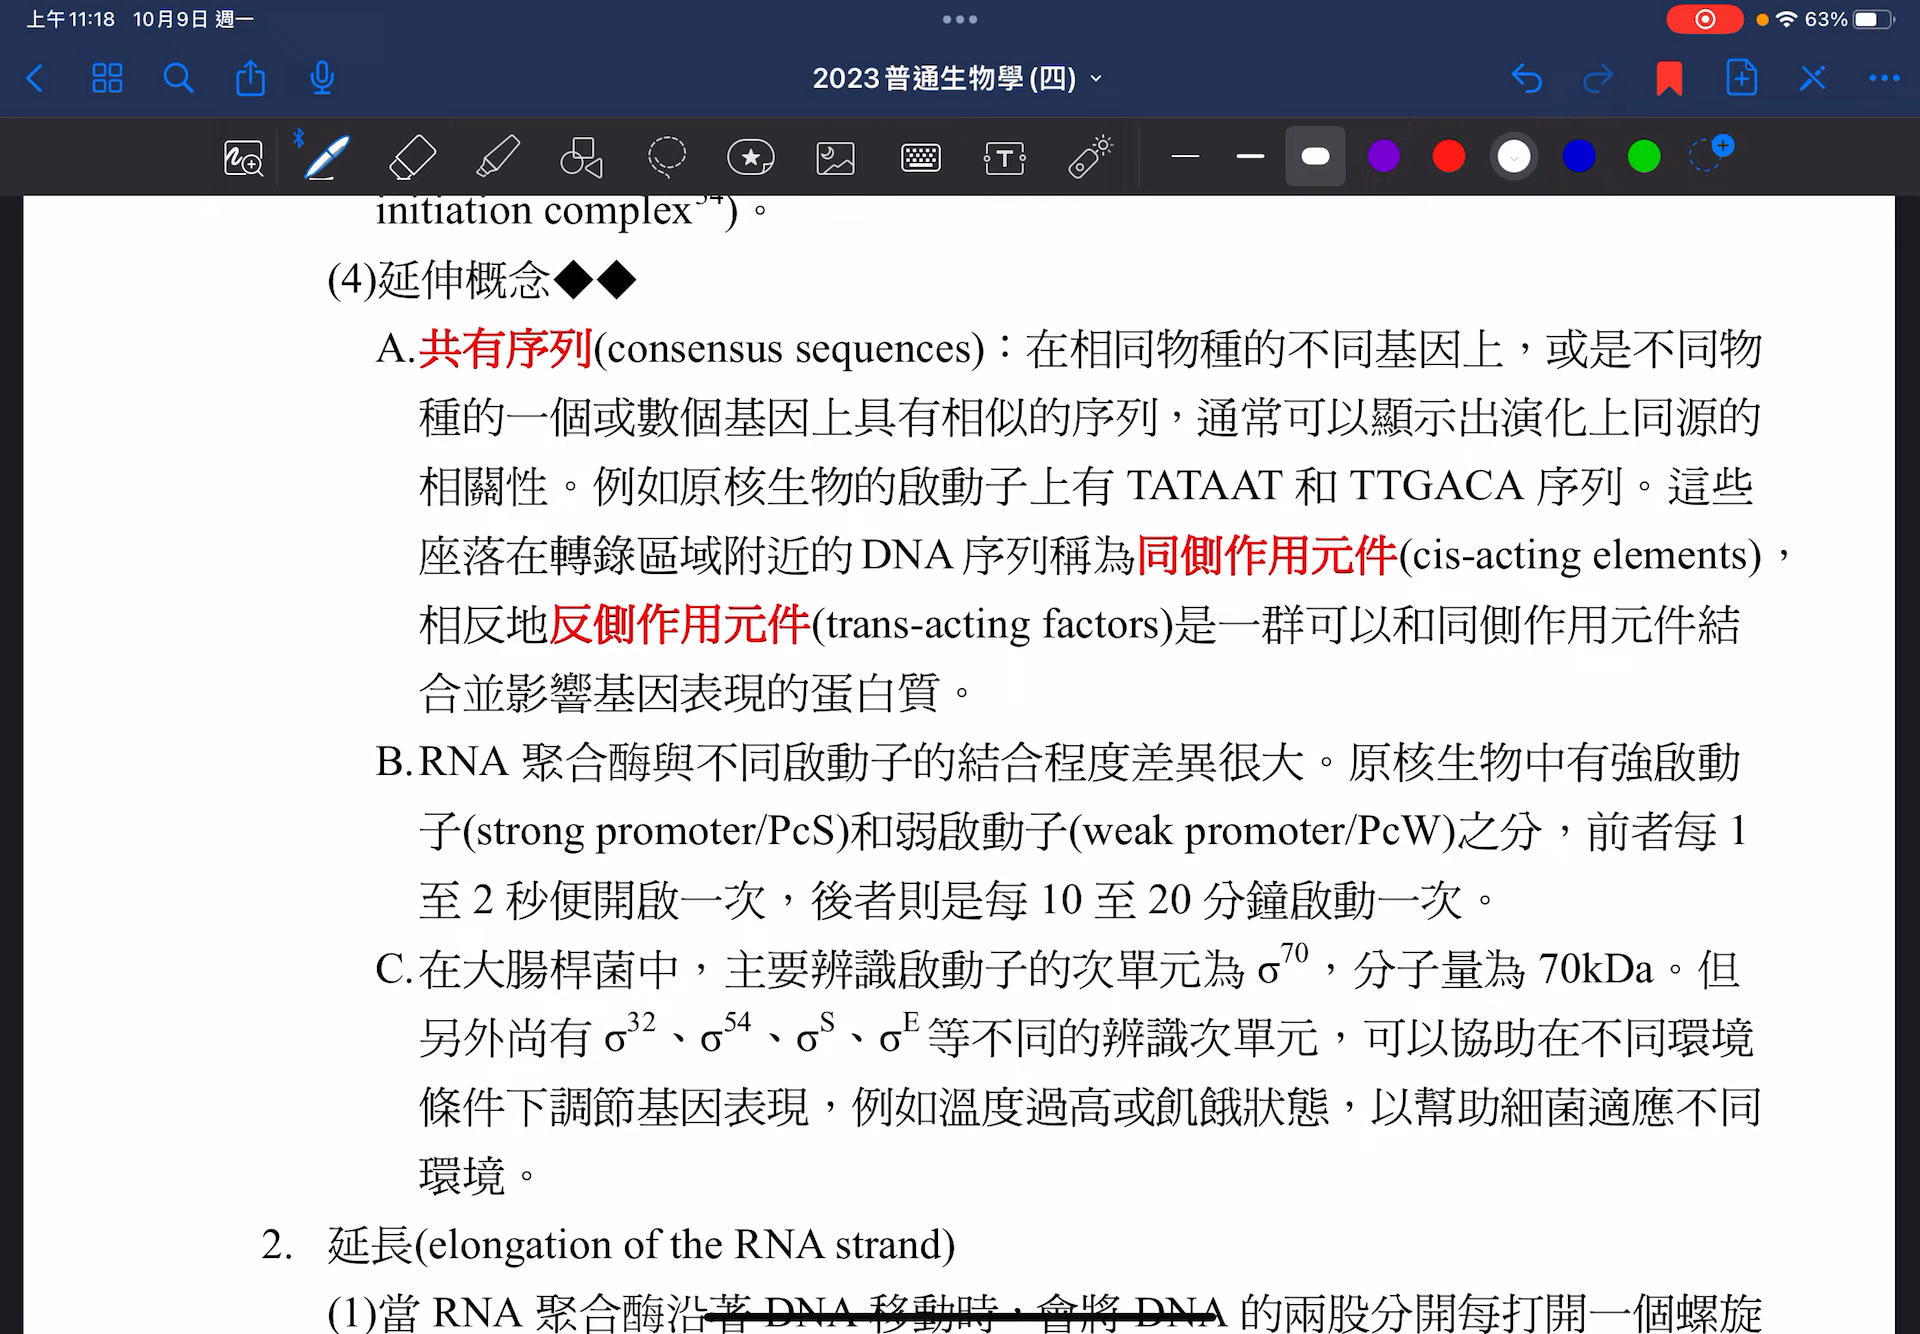 上午11:18 10月9日 週一
63%
2023普通生物學(四)
initiation complex⁵⁴)。
(4)延伸概念◆◆
A.共有序列(consensus sequences)：在相同物種的不同基因上，或是不同物
種的一個或數個基因上具有相似的序列，通常可以顯示出演化上同源的
相關性。例如原核生物的啟動子上有 TATAAT 和 TTGACA 序列。這些
座落在轉錄區域附近的 DNA 序列稱為同側作用元件(cis-acting elements)，
相反地反側作用元件(trans-acting factors)是一群可以和同側作用元件結
合並影響基因表現的蛋白質。
B.RNA 聚合酶與不同啟動子的結合程度差異很大。原核生物中有強啟動
子(strong promoter/PcS)和弱啟動子(weak promoter/PcW)之分，前者每 1
至 2 秒便開啟一次，後者則是每 10 至 20 分鐘啟動一次。
C.在大腸桿菌中，主要辨識啟動子的次單元為 σ⁷⁰，分子量為 70kDa。但
另外尚有 σ³²、σ⁵⁴、σˢ、σᴱ 等不同的辨識次單元，可以協助在不同環境
條件下調節基因表現，例如溫度過高或飢餓狀態，以幫助細菌適應不同
環境。
2. 延長(elongation of the RNA strand)
(1)當 RNA 聚合酶沿著 DNA 移動時，會將 DNA 的兩股分開每打開一個螺旋